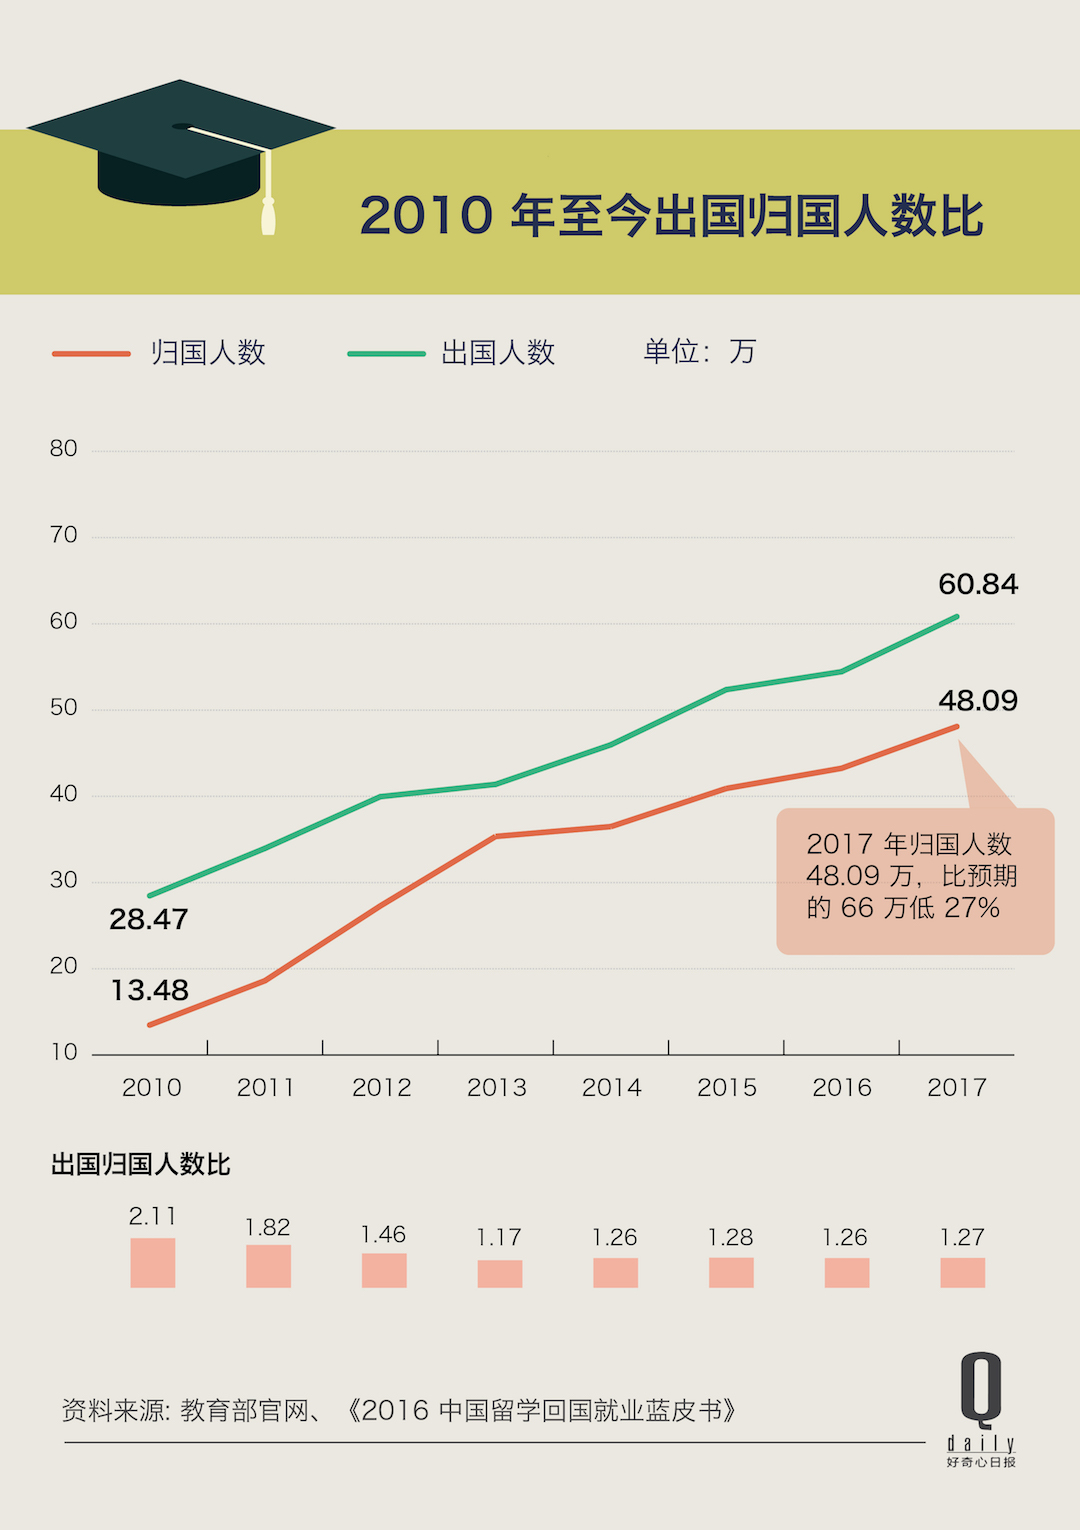 2010 年至今出国归国人数比
归国人数 出国人数 单位：万
80
70
60
50
40
30
20
10
60.84
48.09
28.47
13.48
2017 年归国人数
48.09 万，比预期
的 66 万低 27%
2010 2011 2012 2013 2014 2015 2016 2017
出国归国人数比
2.11 1.82 1.46 1.17 1.26 1.28 1.26 1.27
资料来源: 教育部官网、《2016 中国留学回国就业蓝皮书》
Q
daily
好奇心日报